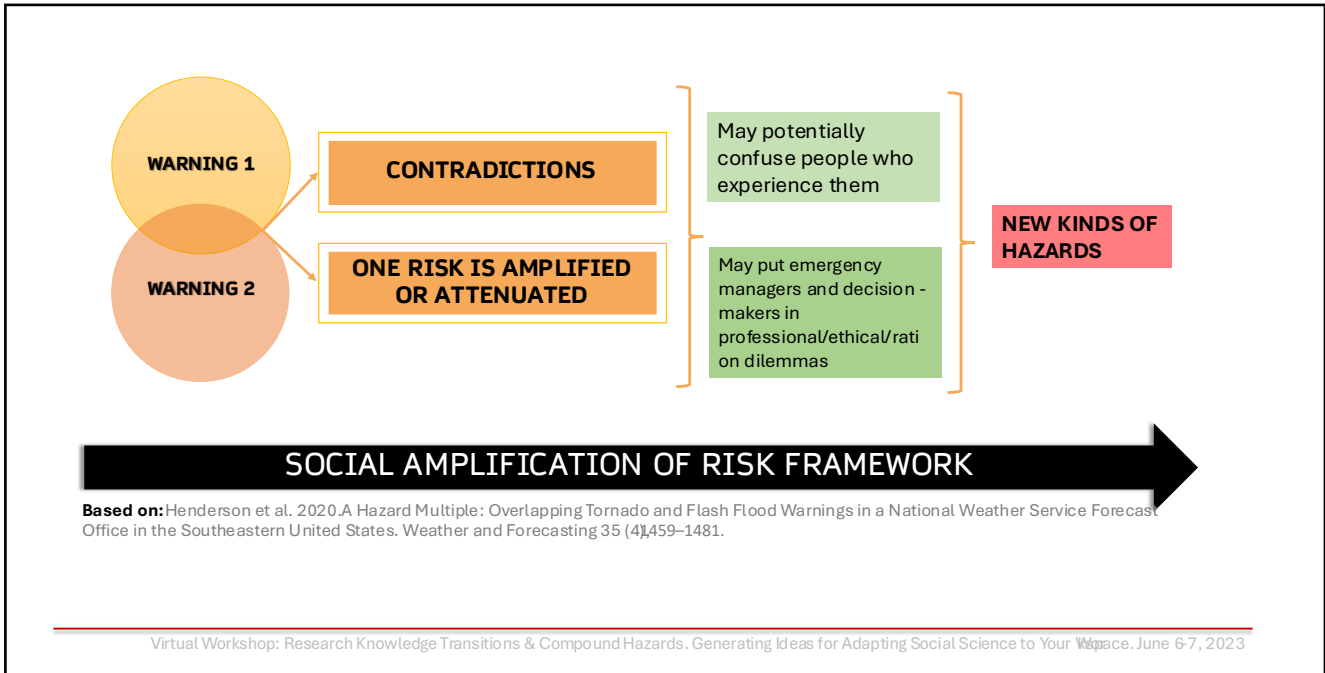 WARNING 1
WARNING 2
CONTRADICTIONS
ONE RISK IS AMPLIFIED
OR ATTENUATED
May potentially
confuse people who
experience them
May put emergency
managers and decision -
makers in
professional/ethical/rati
on dilemmas
NEW KINDS OF
HAZARDS
SOCIAL AMPLIFICATION OF RISK FRAMEWORK
Based on: Henderson et al. 2020.A Hazard Multiple: Overlapping Tornado and Flash Flood Warnings in a National Weather Service Forecast
Office in the Southeastern United States. Weather and Forecasting 35 (4)1459–1481.
Virtual Workshop: Research Knowledge Transitions & Compound Hazards. Generating Ideas for Adapting Social Science to Your June 6-7, 2023